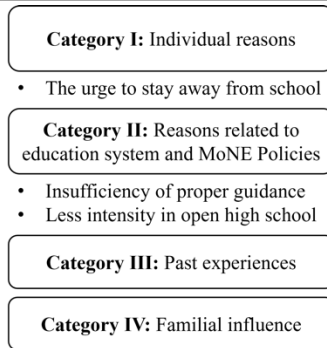 Category I: Individual reasons
• The urge to stay away from school
Category II: Reasons related to
education system and MoNE Policies
• Insufficiency of proper guidance
• Less intensity in open high school
Category III: Past experiences
Category IV: Familial influence